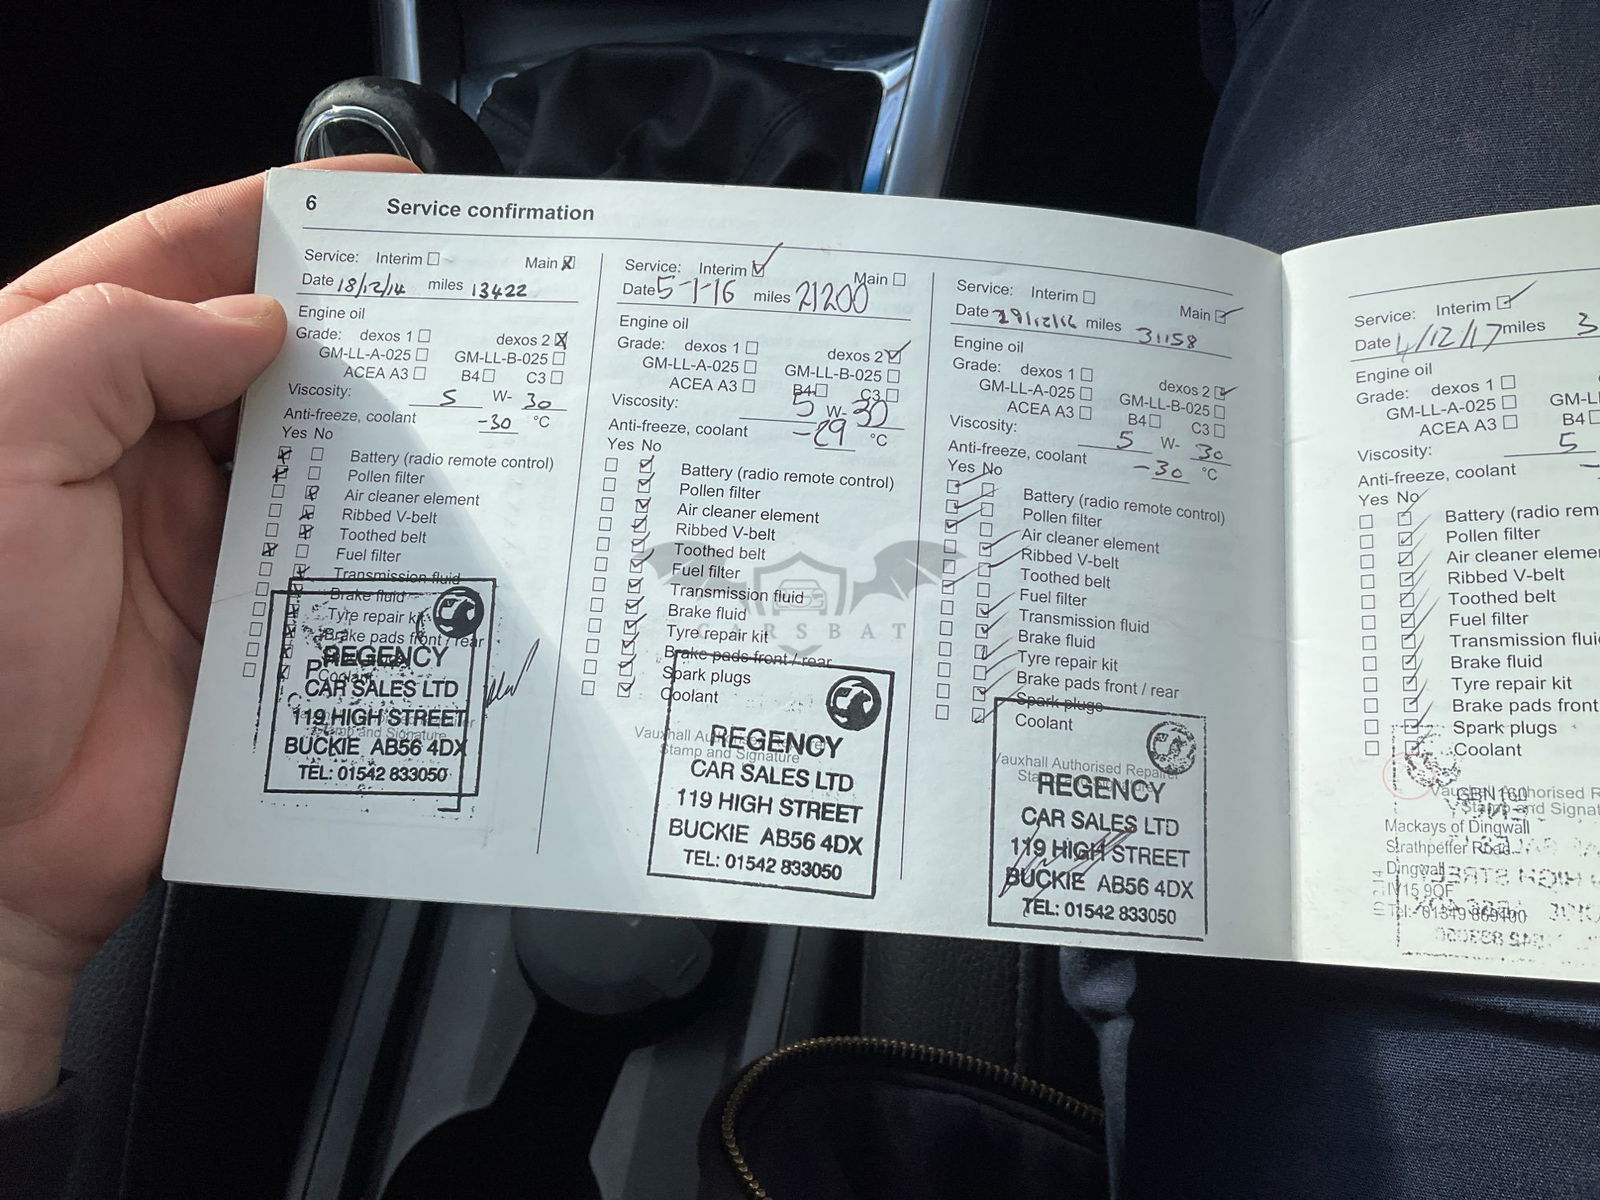 6 Service confirmation
Service: Interim Main
Date 18/12/14 miles 13422
Engine oil
Grade: dexos 1 dexos 2
GM-LL-A-025 GM-LL-B-025
ACEA A3 B4 C3
Viscosity: 5 W- 30
Anti-freeze, coolant -30 °C
Yes No
Battery (radio remote control)
Pollen filter
Air cleaner element
Ribbed V-belt
Toothed belt
Fuel filter
Transmission fluid
Brake fluid
Tyre repair kit
Brake pads front / rear
Coolant
REGENCY
CAR SALES LTD
119 HIGH STREET
BUCKIE AB56 4DX
TEL: 01542 833050
Service: Interim Main
Date 5-1-16 miles 21200
Engine oil
Grade: dexos 1 dexos 2
GM-LL-A-025 GM-LL-B-025
ACEA A3 B4 C3
Viscosity: 5 W- 30
Anti-freeze, coolant -29 °C
Yes No
Battery (radio remote control)
Pollen filter
Air cleaner element
Ribbed V-belt
Toothed belt
Fuel filter
Transmission fluid
Brake fluid
Tyre repair kit
Brake pads front / rear
Spark plugs
Coolant
Vauxhall Authorised Repairer
Stamp and Signature
REGENCY
CAR SALES LTD
119 HIGH STREET
BUCKIE AB56 4DX
TEL: 01542 833050
CARSBAT
Service: Interim Main
Date 29/12/16 miles 31158
Engine oil
Grade: dexos 1 dexos 2
GM-LL-A-025 GM-LL-B-025
ACEA A3 B4 C3
Viscosity: 5 W- 30
Anti-freeze, coolant -30 °C
Yes No
Battery (radio remote control)
Pollen filter
Air cleaner element
Ribbed V-belt
Toothed belt
Fuel filter
Transmission fluid
Brake fluid
Tyre repair kit
Brake pads front / rear
Spark plugs
Coolant
Vauxhall Authorised Repairer
REGENCY
CAR SALES LTD
119 HIGH STREET
BUCKIE AB56 4DX
TEL: 01542 833050
Service: Interim
Date 4/12/17 miles 3
Engine oil
Grade: dexos 1
GM-LL-A-025 GM-L
ACEA A3 B4
Viscosity: 5
Anti-freeze, coolant -
Yes No
Battery (radio rem
Pollen filter
Air cleaner eleme
Ribbed V-belt
Toothed belt
Fuel filter
Transmission flui
Brake fluid
Tyre repair kit
Brake pads front
Spark plugs
Coolant
GBN160
Vauxhall Authorised R
Stamp and Signat
Mackays of Dingwall
Strathpeffer Road
Dingwall
IV15 9QF